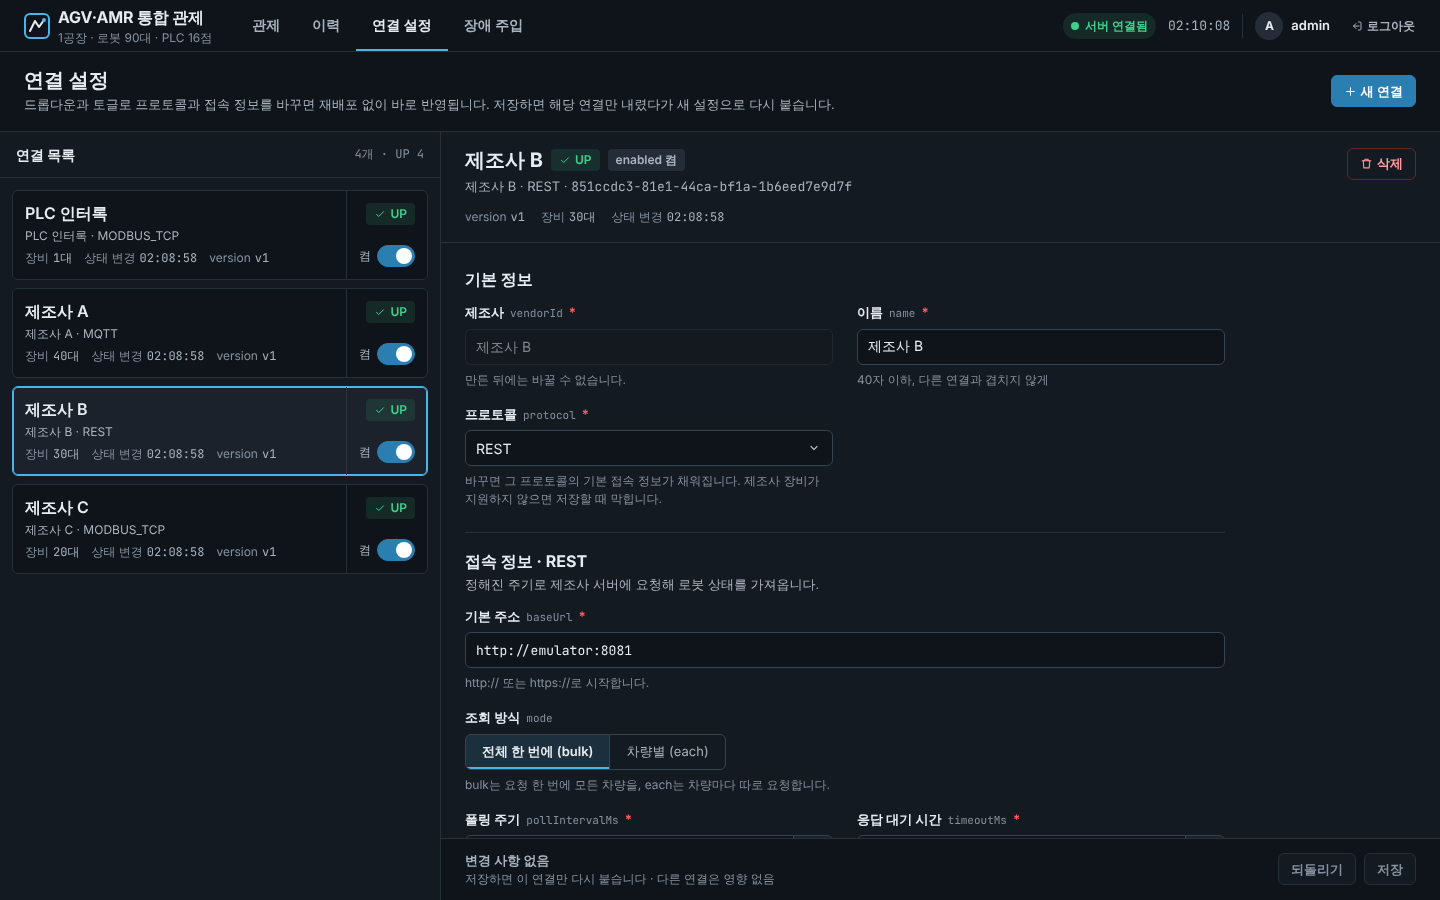 AGV·AMR 통합 관제
1공장 · 로봇 90대 · PLC 16점
관제
이력
연결 설정
장애 주입
서버 연결됨
02:10:08
A
admin
로그아웃
연결 설정
드롭다운과 토글로 프로토콜과 접속 정보를 바꾸면 재배포 없이 바로 반영됩니다. 저장하면 해당 연결만 내렸다가 새 설정으로 다시 붙습니다.
+ 새 연결
연결 목록
4개 · UP 4
PLC 인터록
UP
PLC 인터록 · MODBUS_TCP
장비 1대 상태 변경 02:08:58 version v1
켬
제조사 A
UP
제조사 A · MQTT
장비 40대 상태 변경 02:08:58 version v1
켬
제조사 B
UP
제조사 B · REST
장비 30대 상태 변경 02:08:58 version v1
켬
제조사 C
UP
제조사 C · MODBUS_TCP
장비 20대 상태 변경 02:08:58 version v1
켬
제조사 B
UP
enabled 켬
삭제
제조사 B · REST · 851ccdc3-81e1-44ca-bf1a-1b6eed7e9d7f
version v1 장비 30대 상태 변경 02:08:58
기본 정보
제조사 vendorId *
제조사 B
만든 뒤에는 바꿀 수 없습니다.
이름 name *
제조사 B
40자 이하, 다른 연결과 겹치지 않게
프로토콜 protocol *
REST
바꾸면 그 프로토콜의 기본 접속 정보가 채워집니다. 제조사 장비가
지원하지 않으면 저장할 때 막힙니다.
접속 정보 · REST
정해진 주기로 제조사 서버에 요청해 로봇 상태를 가져옵니다.
기본 주소 baseUrl *
http://emulator:8081
http:// 또는 https://로 시작합니다.
조회 방식 mode
전체 한 번에 (bulk)
차량별 (each)
bulk는 요청 한 번에 모든 차량을, each는 차량마다 따로 요청합니다.
폴링 주기 pollIntervalMs *
응답 대기 시간 timeoutMs *
변경 사항 없음
저장하면 이 연결만 다시 붙습니다 · 다른 연결은 영향 없음
되돌리기
저장